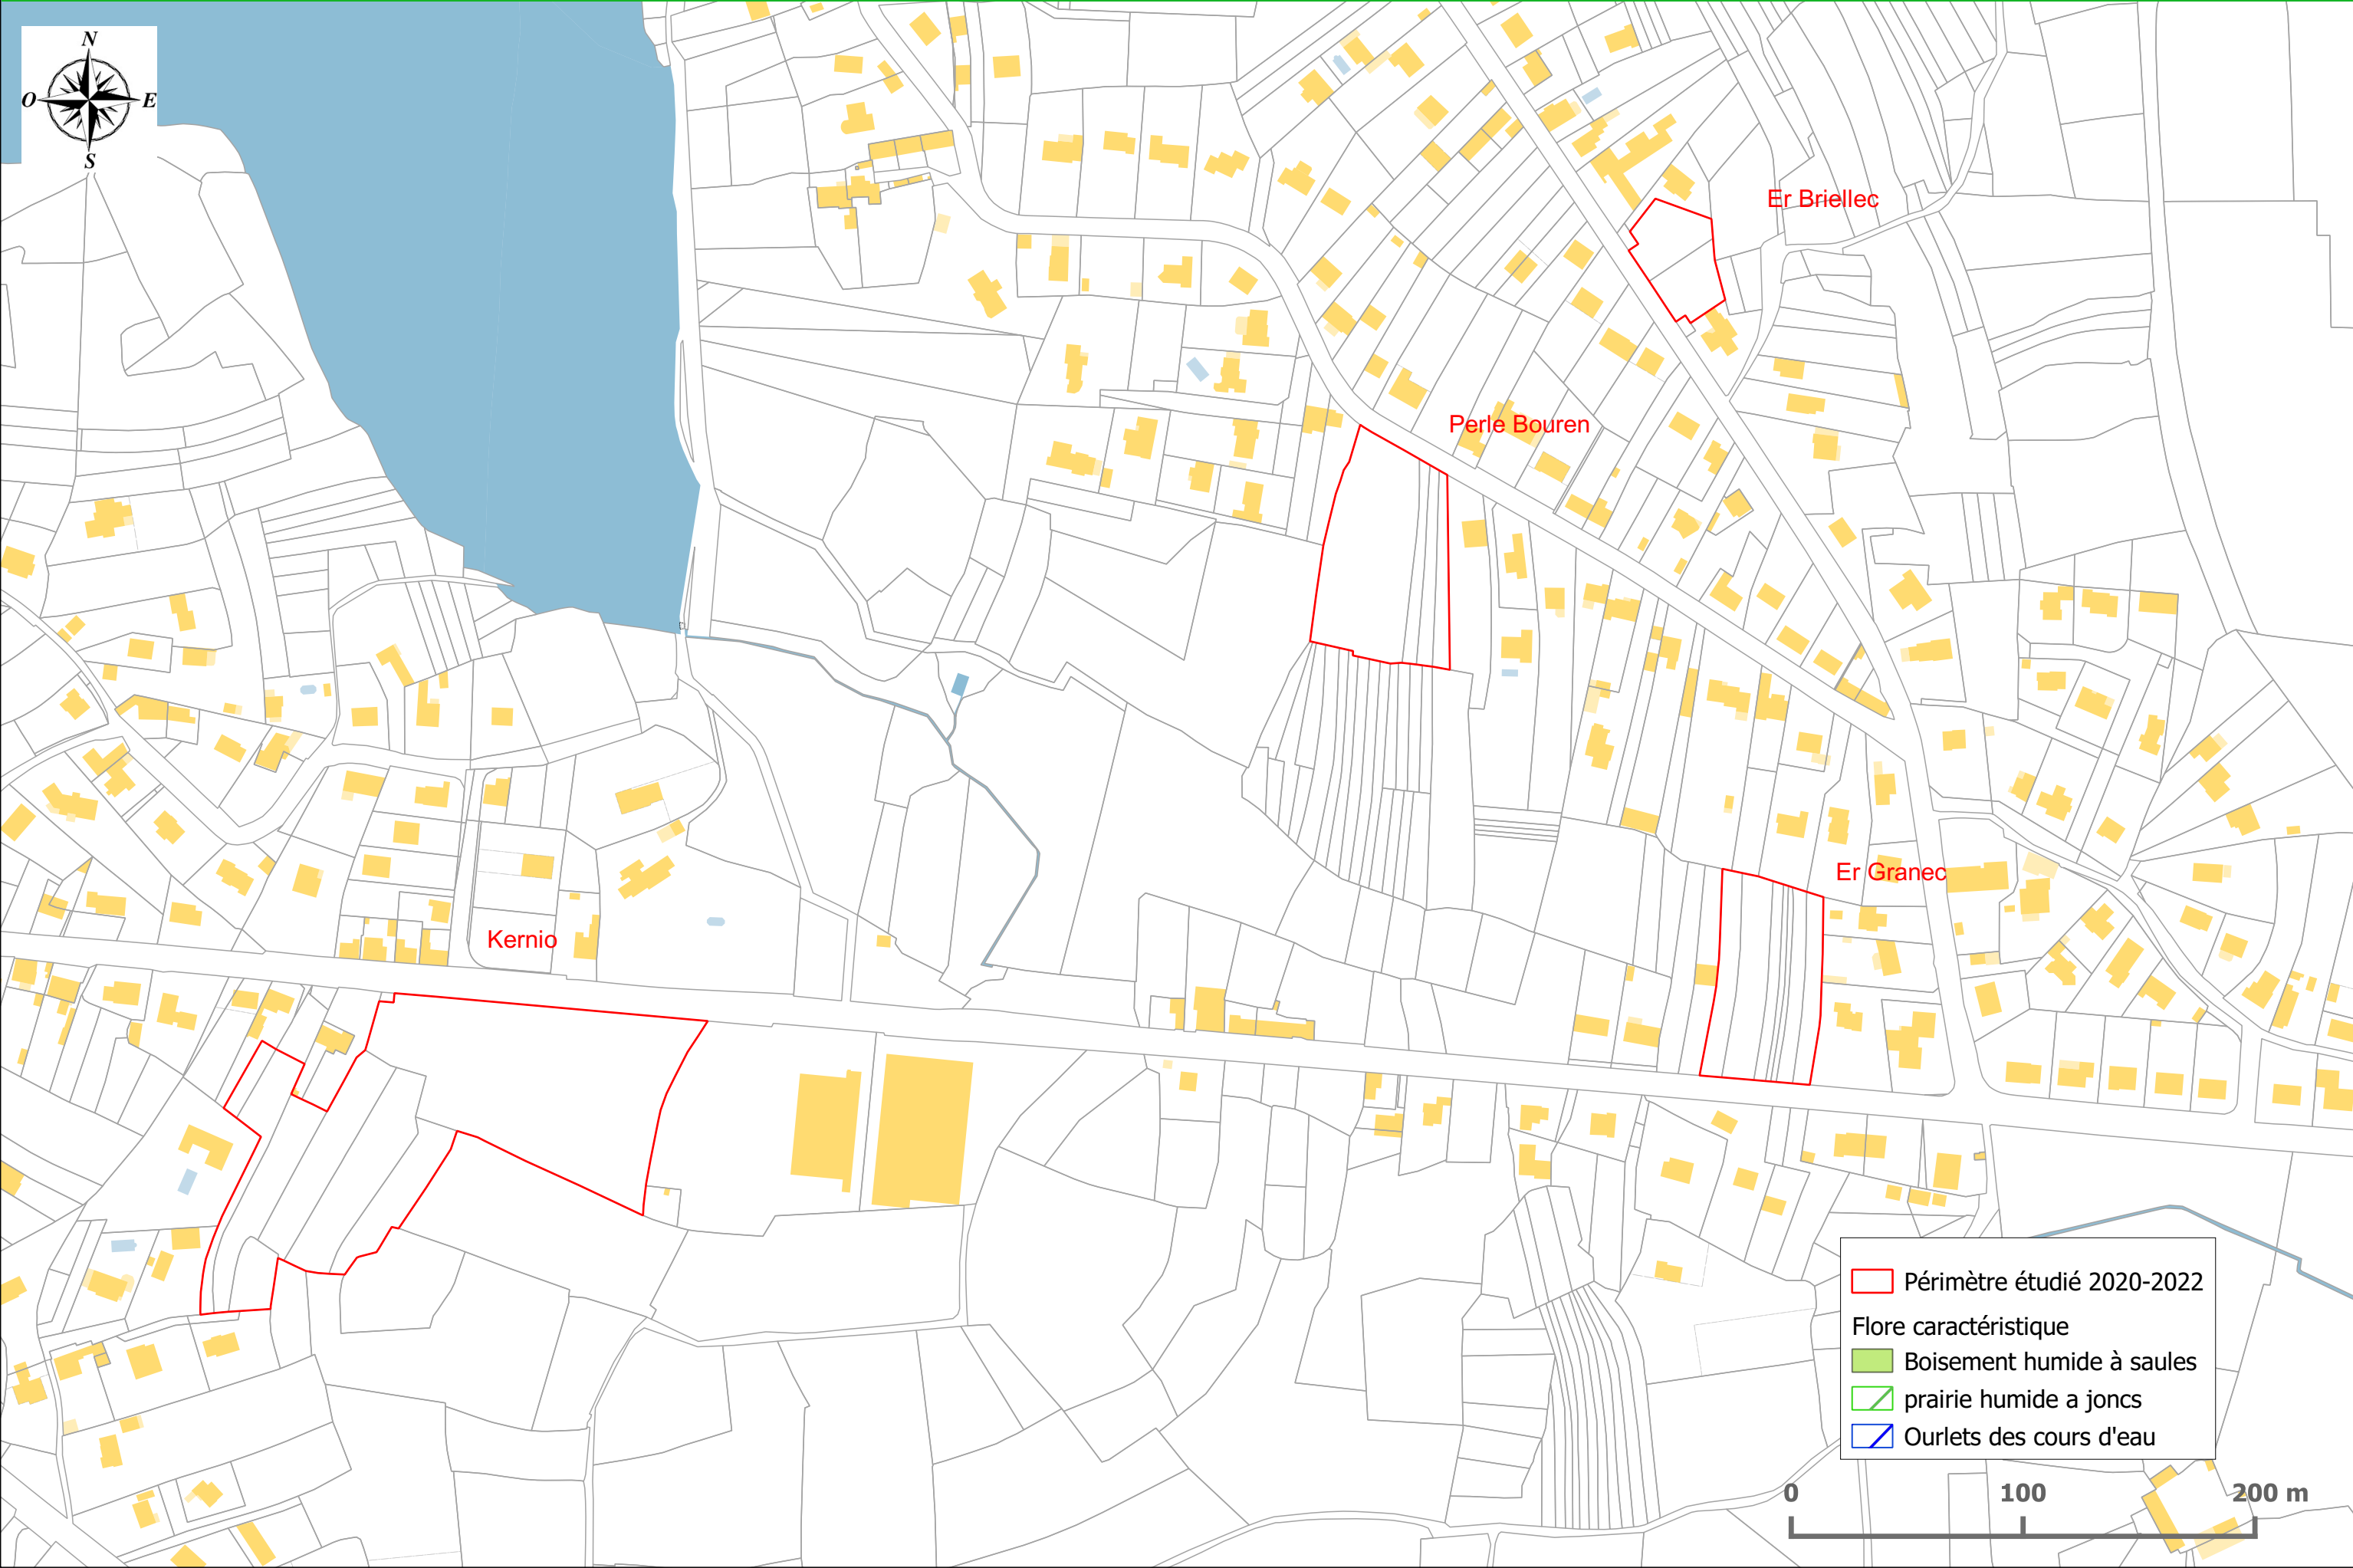 N
O
E
S
Er Briellec
Perle Bouren
Er Granec
Kernio
Périmètre étudié 2020-2022
Flore caractéristique
Boisement humide à saules
prairie humide a joncs
Ourlets des cours d'eau
0 100 200 m